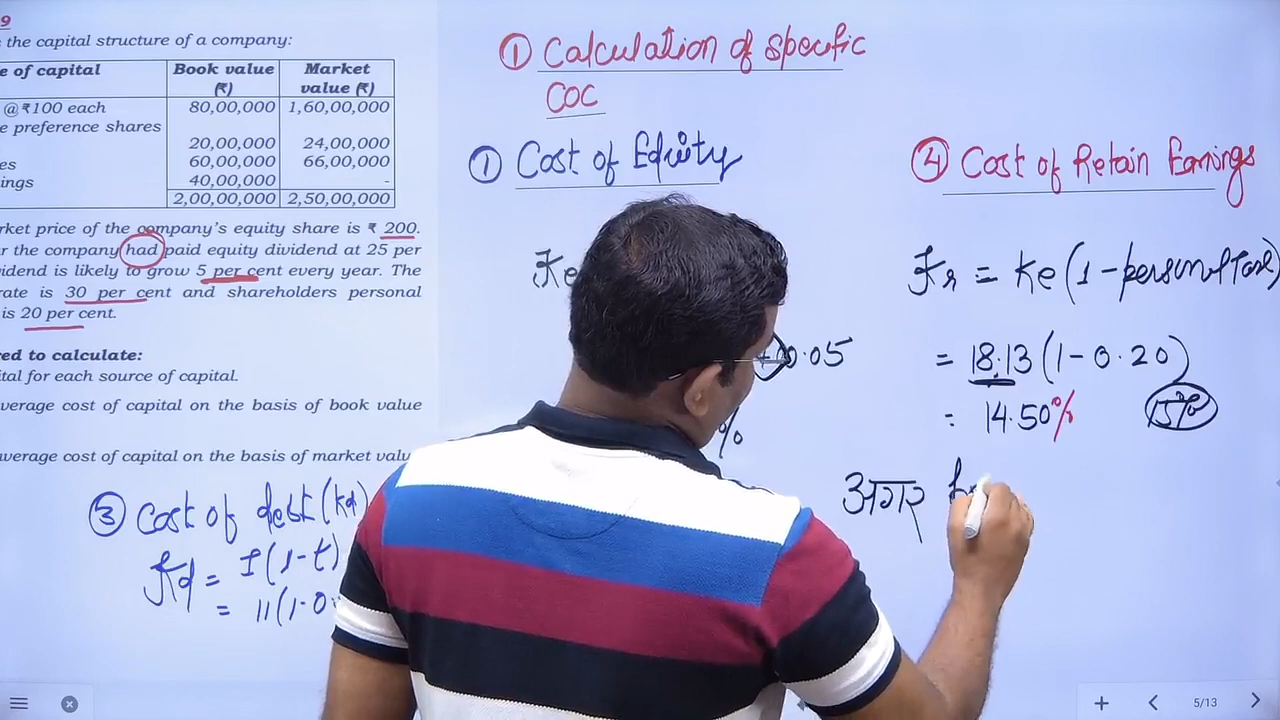 9
the capital structure of a company:
e of capital Book value (₹) Market value (₹)
@ ₹100 each 80,00,000 1,60,00,000
e preference shares
20,00,000 24,00,000
es 60,00,000 66,00,000
ings 40,00,000 -
2,00,00,000 2,50,00,000
rket price of the company's equity share is ₹ 200.
r the company had paid equity dividend at 25 per
vidend is likely to grow 5 per cent every year. The
rate is 30 per cent and shareholders personal
is 20 per cent.
red to calculate:
ital for each source of capital.
verage cost of capital on the basis of book value
verage cost of capital on the basis of market valu
① Calculation of specific
COC
① Cost of Equity
Ke
0.05
%
③ Cost of debt (Kd)
Kd = I(1-t)
= 11(1-0.
④ Cost of Retain Earnings
Kr = Ke(1-personal Tax)
= 18.13(1-0.20)
= 14.50% 15%
अगर
5/13